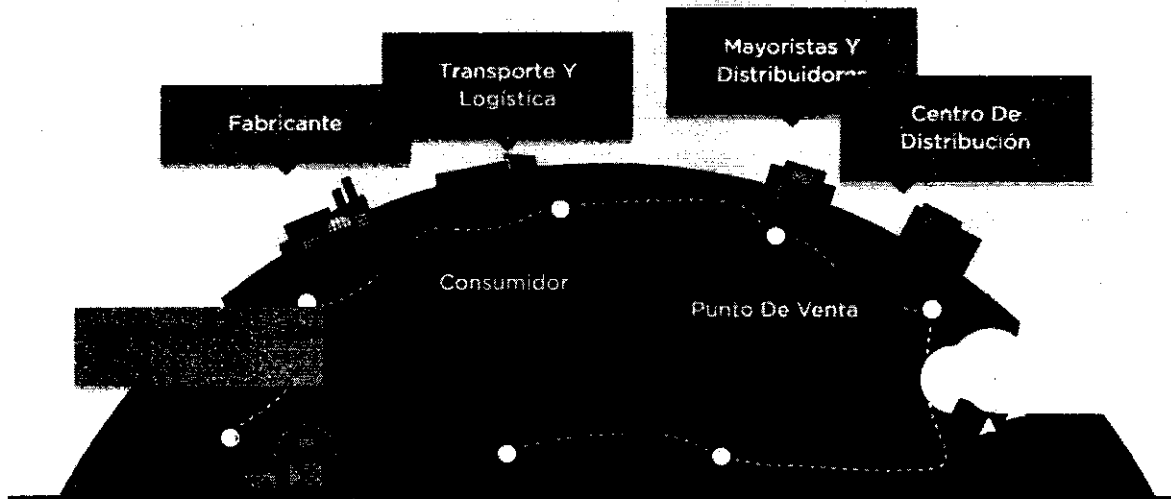 Fabricante
Transporte Y
Logística
Mayoristas Y
Centro De
Distribución
Consumidor
Punto De Venta